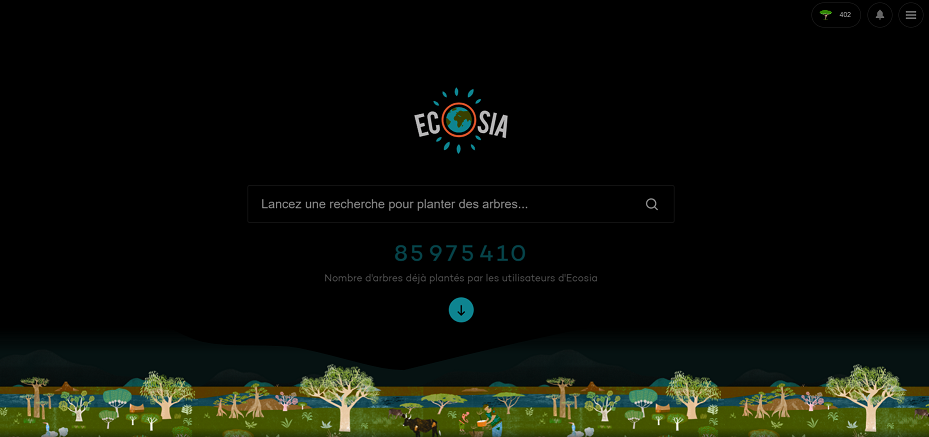 402
ECOSIA
Lancez une recherche pour planter des arbres...
85 975 410
Nombre d'arbres déjà plantés par les utilisateurs d'Ecosia